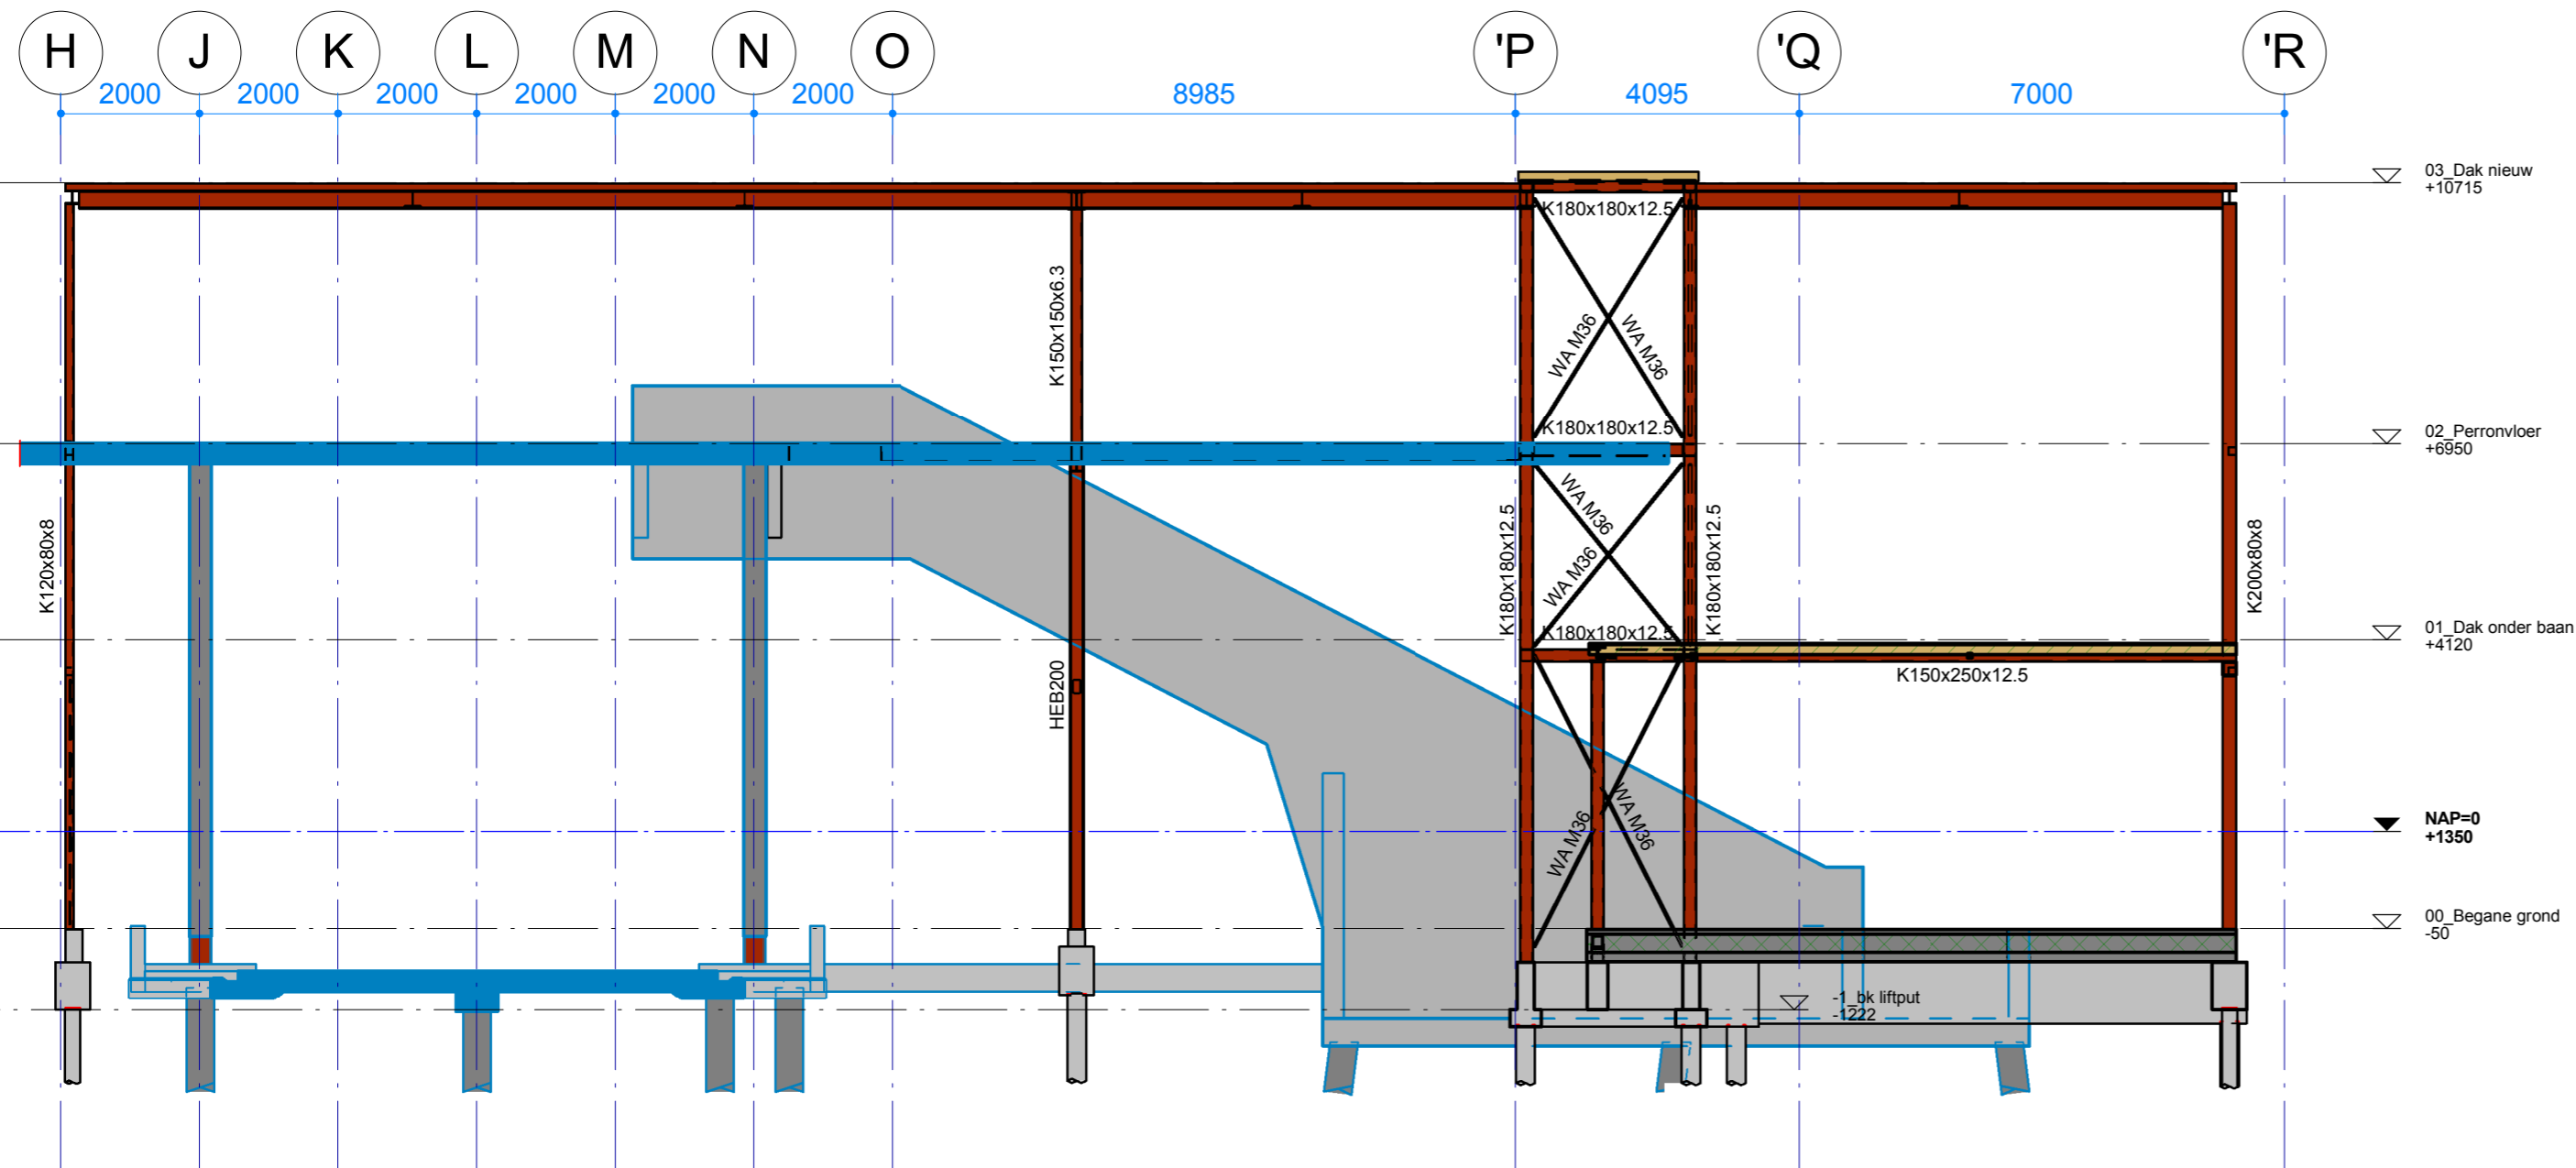 H J K L M N O 'P 'Q 'R
2000 2000 2000 2000 2000 2000 8985 4095 7000
03_Dak nieuw
+10715
K180x180x12.5
K150x150x6.3
WA M36
WA M36
K180x180x12.5
02_Perronvloer
+6950
WA M36
WA M36
K120x80x8
K180x180x12.5
K180x180x12.5
K200x80x8
K180x180x12.5
01_Dak onder baan
+4120
HEB200
K150x250x12.5
WA M36
WA M36
NAP=0
+1350
00_Begane grond
-50
-1_bk liftput
-1222